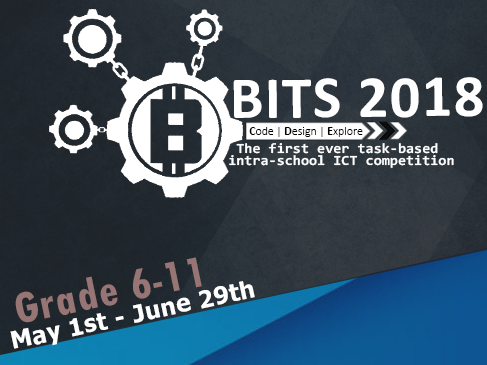 B
BITS 2018
Code | Design | Explore
The first ever task-based
intra-school ICT competition
Grade 6-11
May 1st - June 29th